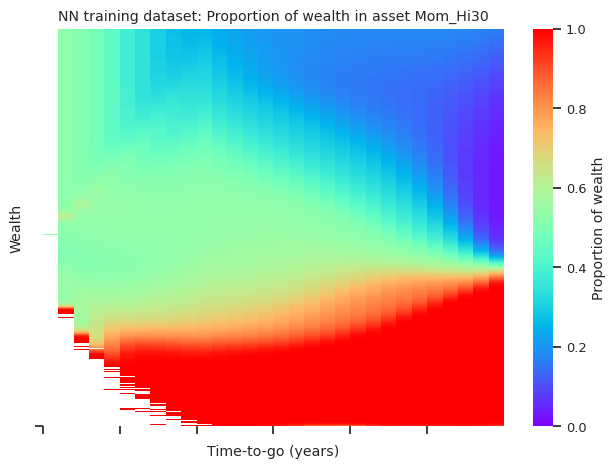 NN training dataset: Proportion of wealth in asset Mom_Hi30
Wealth
Time-to-go (years)
1.0
0.8
0.6
0.4
0.2
0.0
Proportion of wealth